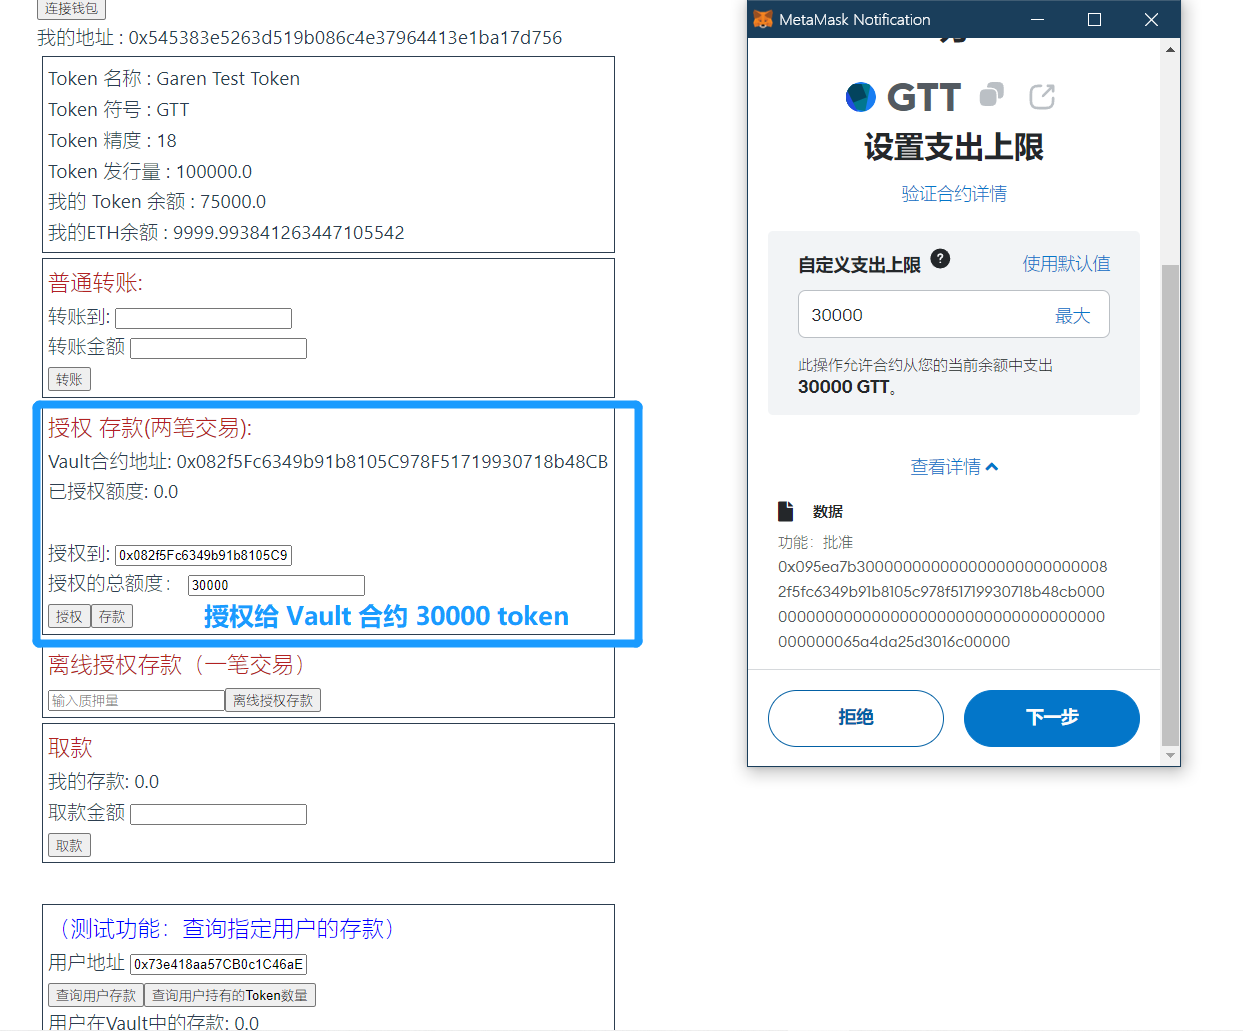 连接钱包
我的地址 : 0x545383e5263d519b086c4e37964413e1ba17d756
Token 名称 : Garen Test Token
Token 符号 : GTT
Token 精度 : 18
Token 发行量 : 100000.0
我的 Token 余额 : 75000.0
我的ETH余额 : 9999.993841263447105542
普通转账:
转账到:
转账金额
转账
授权 存款(两笔交易):
Vault合约地址: 0x082f5Fc6349b91b8105C978F51719930718b48CB
已授权额度: 0.0
授权到: 0x082f5Fc6349b91b8105C9
授权的总额度： 30000
授权 存款 授权给 Vault 合约 30000 token
离线授权存款（一笔交易）
输入质押量 离线授权存款
取款
我的存款: 0.0
取款金额
取款
（测试功能：查询指定用户的存款）
用户地址 0x73e418aa57CB0c1C46aE
查询用户存款 查询用户持有的Token数量
用户在Vault中的存款: 0.0
MetaMask Notification
GTT
设置支出上限
验证合约详情
自定义支出上限 ? 使用默认值
30000 最大
此操作允许合约从您的当前余额中支出
30000 GTT。
查看详情
数据
功能：批准
0x095ea7b3000000000000000000000000008
2f5fc6349b91b8105c978f51719930718b48cb000
0000000000000000000000000000000000000
000000065a4da25d3016c00000
拒绝 下一步